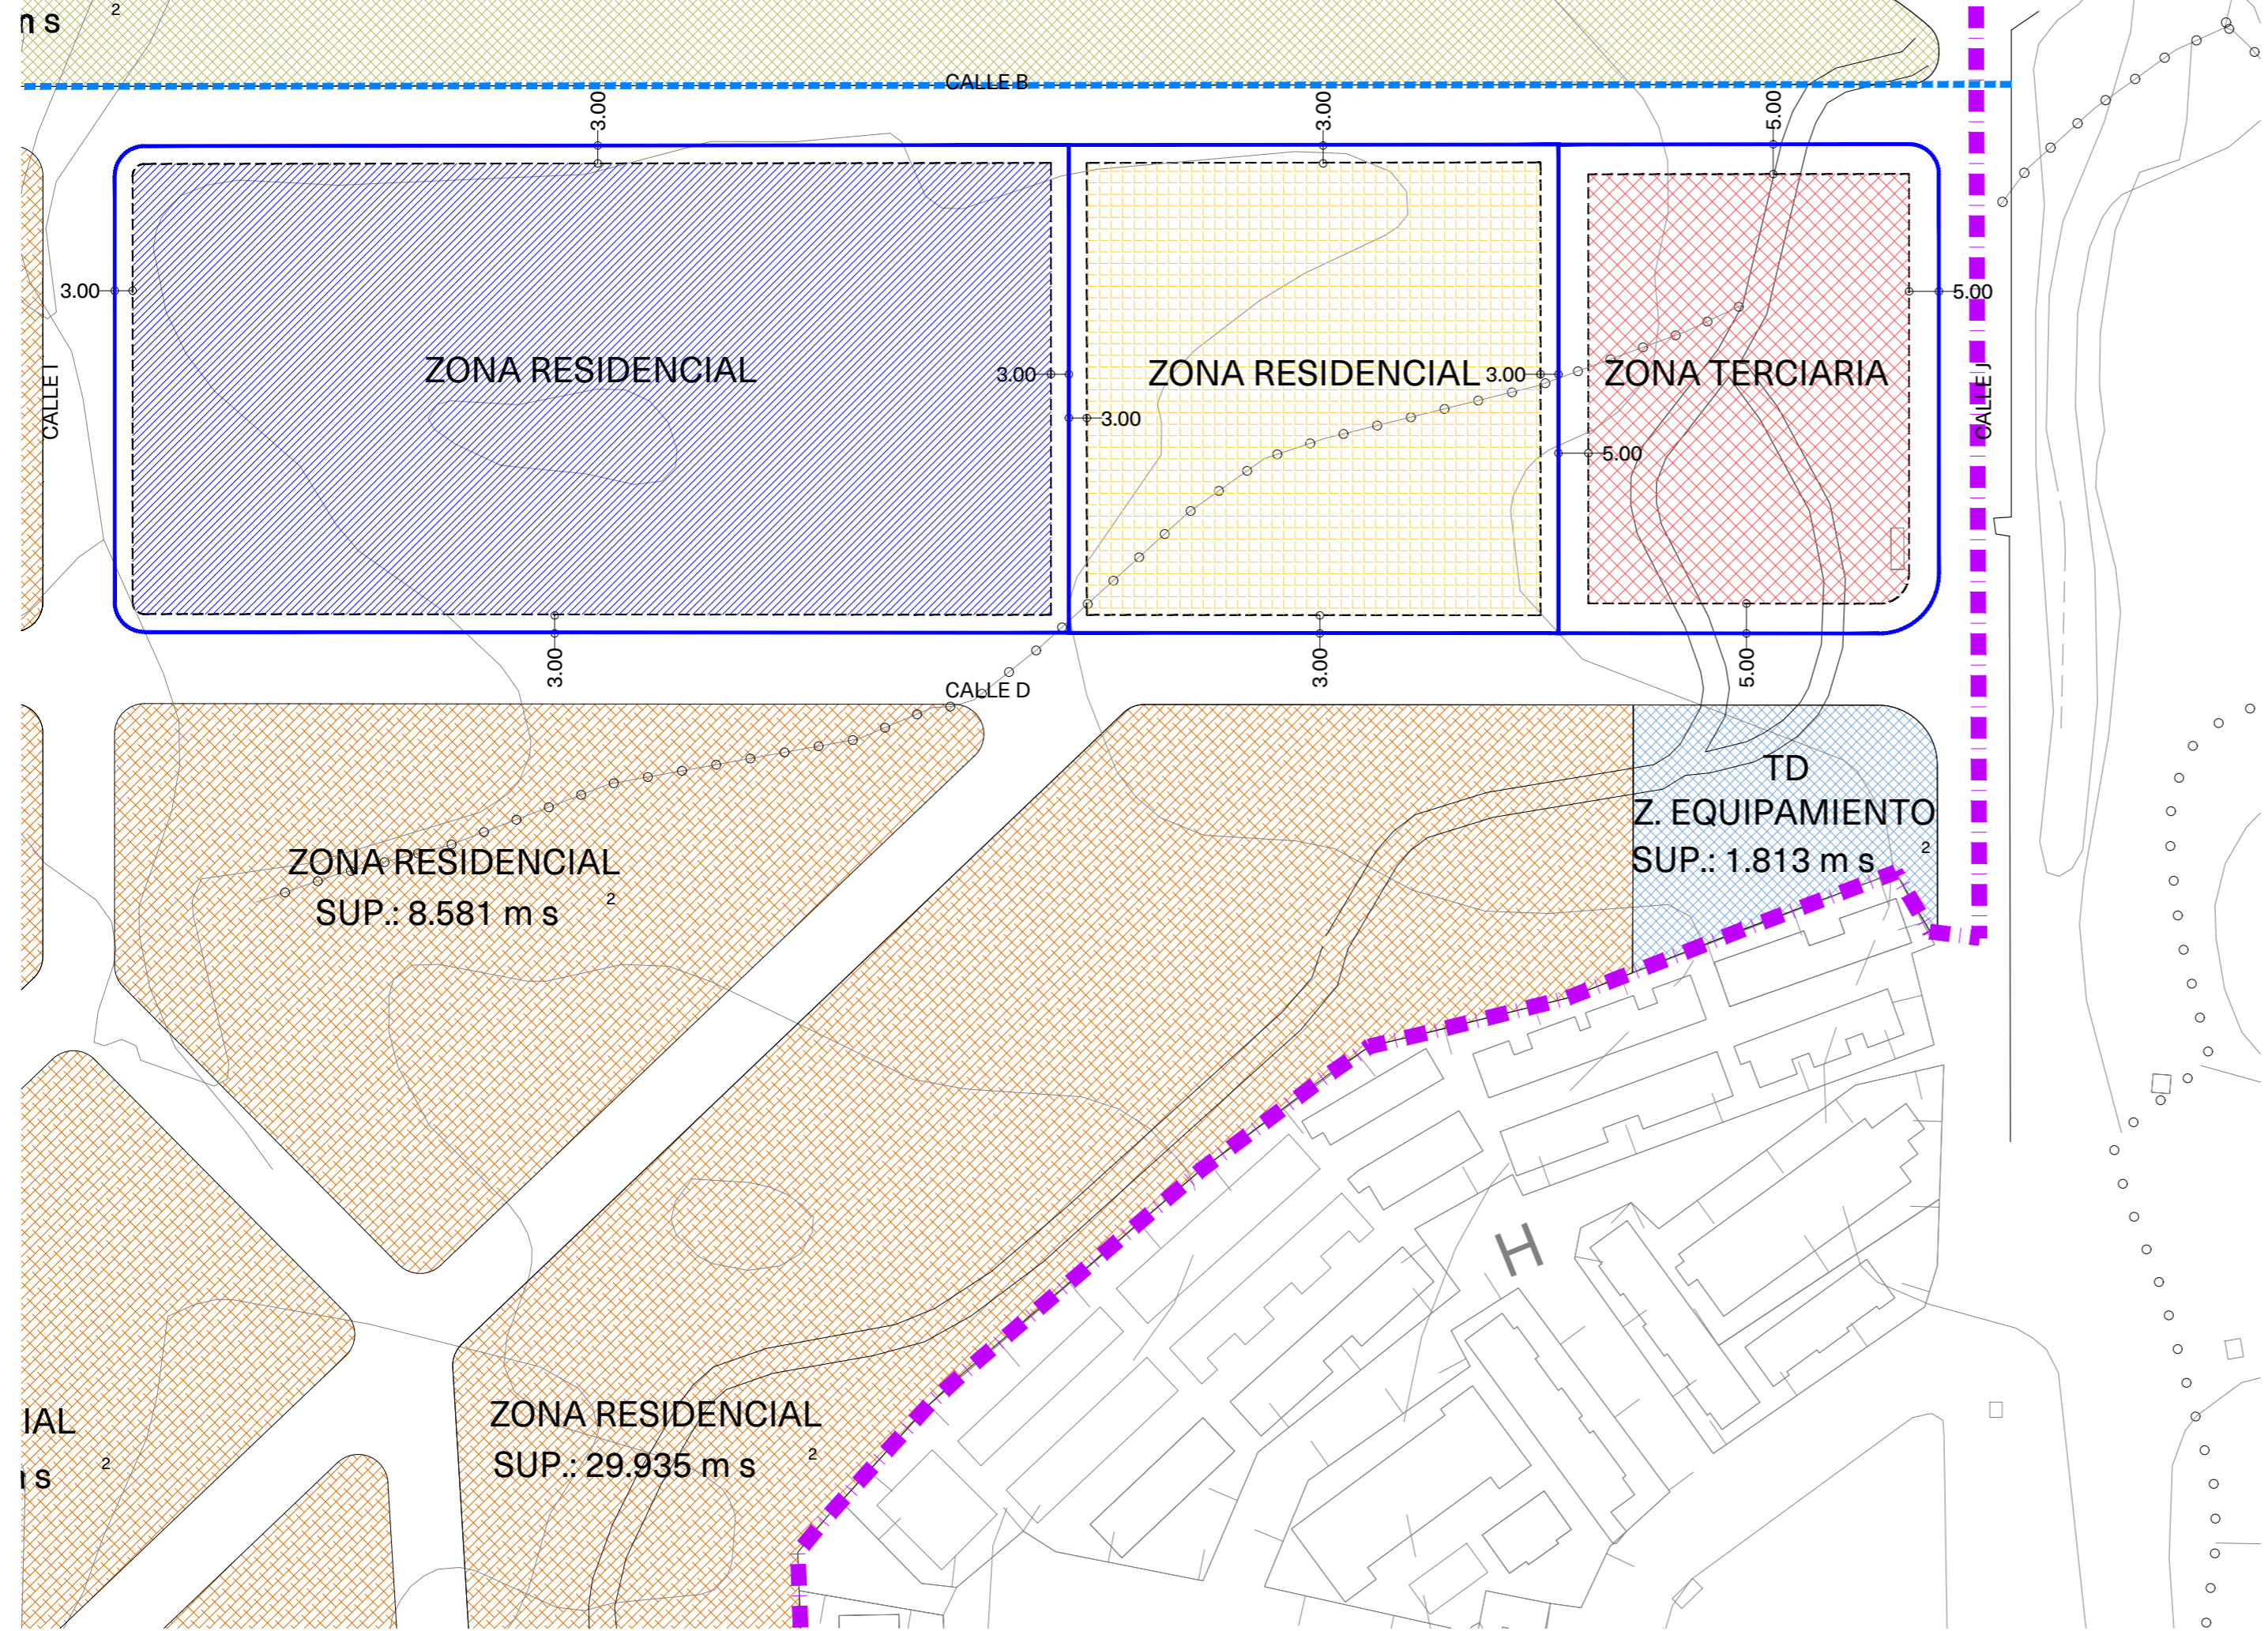 m s 2
CALLE B
3.00
3.00
5.00
3.00
5.00
CALLE I
ZONA RESIDENCIAL
3.00
ZONA RESIDENCIAL
3.00
ZONA TERCIARIA
CALLE J
3.00
5.00
3.00
3.00
5.00
CALLE D
TD
Z. EQUIPAMIENTO
SUP.: 1.813 m s 2
ZONA RESIDENCIAL
SUP.: 8.581 m s 2
H
ZONA RESIDENCIAL
SUP.: 29.935 m s 2
IAL
s 2